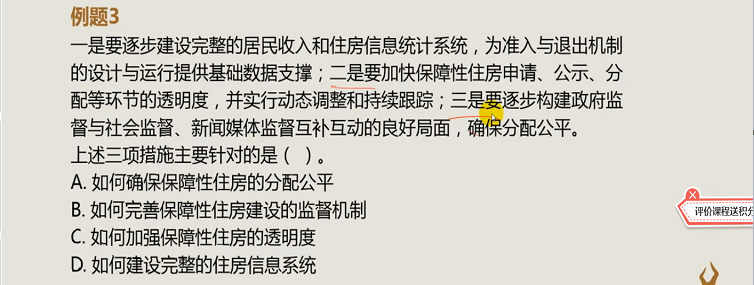 例题3
一是要逐步建设完整的居民收入和住房信息统计系统，为准入与退出机制
的设计与运行提供基础数据支撑；二是要加快保障性住房申请、公示、分
配等环节的透明度，并实行动态调整和持续跟踪；三是要逐步构建政府监
督与社会监督、新闻媒体监督互补互动的良好局面，确保分配公平。
上述三项措施主要针对的是（ ）。
A. 如何确保保障性住房的分配公平
B. 如何完善保障性住房建设的监督机制
评价课程送积分
C. 如何加强保障性住房的透明度
D. 如何建设完整的住房信息系统